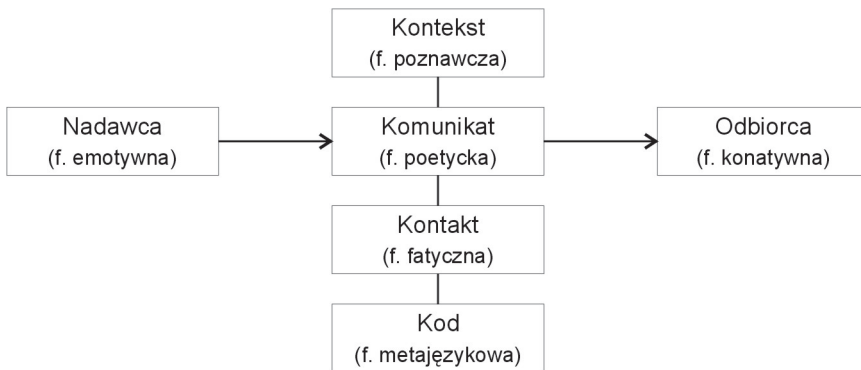 Kontekst
(f. poznawcza)
Nadawca
(f. emotywna)
Komunikat
(f. poetycka)
Odbiorca
(f. konatywna)
Kontakt
(f. fatyczna)
Kod
(f. metajęzykowa)